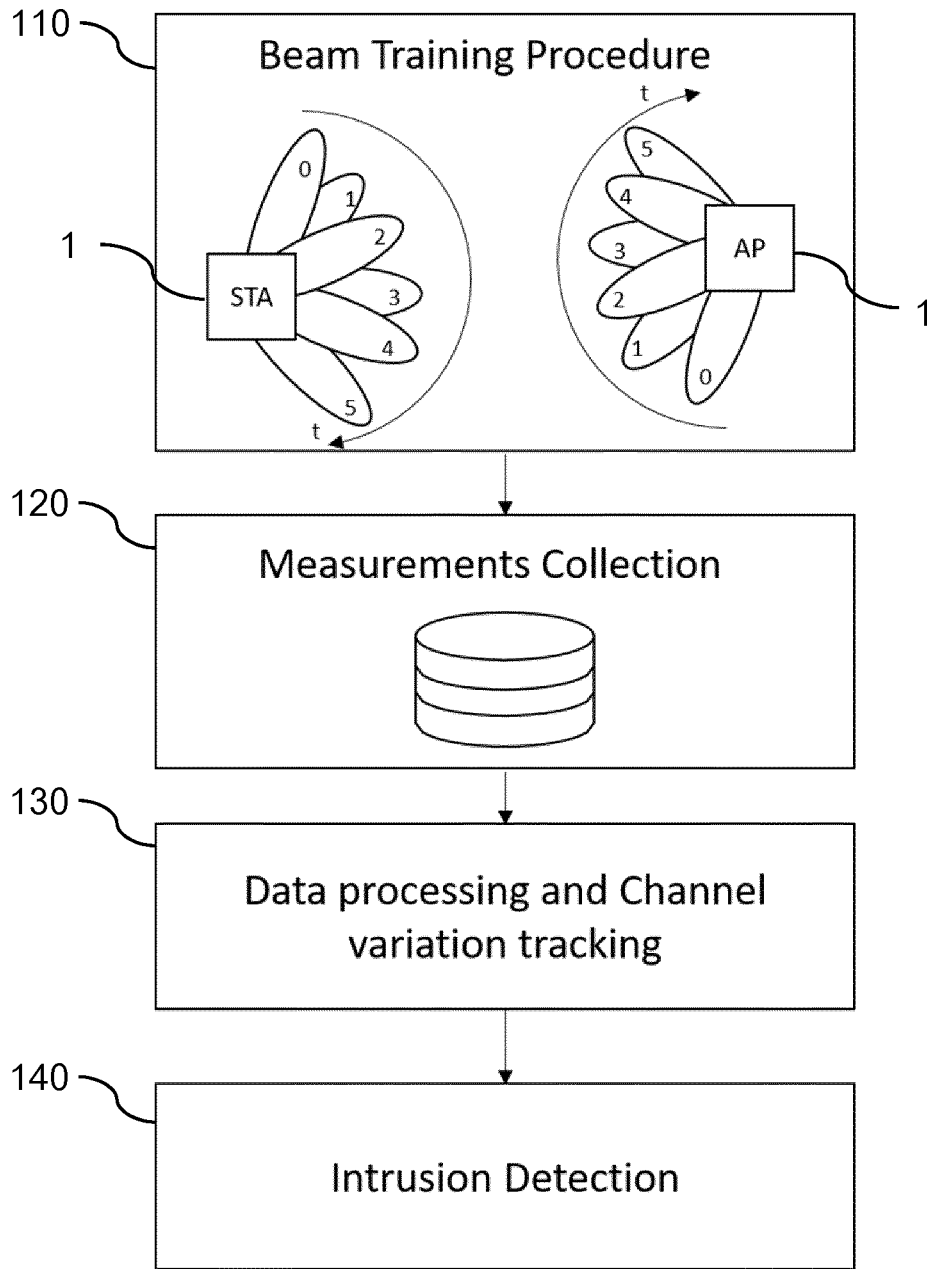 110
Beam Training Procedure
t
t
0
1
2
3
4
5
5
4
3
2
1
0
1
STA
AP
1
120
Measurements Collection
130
Data processing and Channel
variation tracking
140
Intrusion Detection